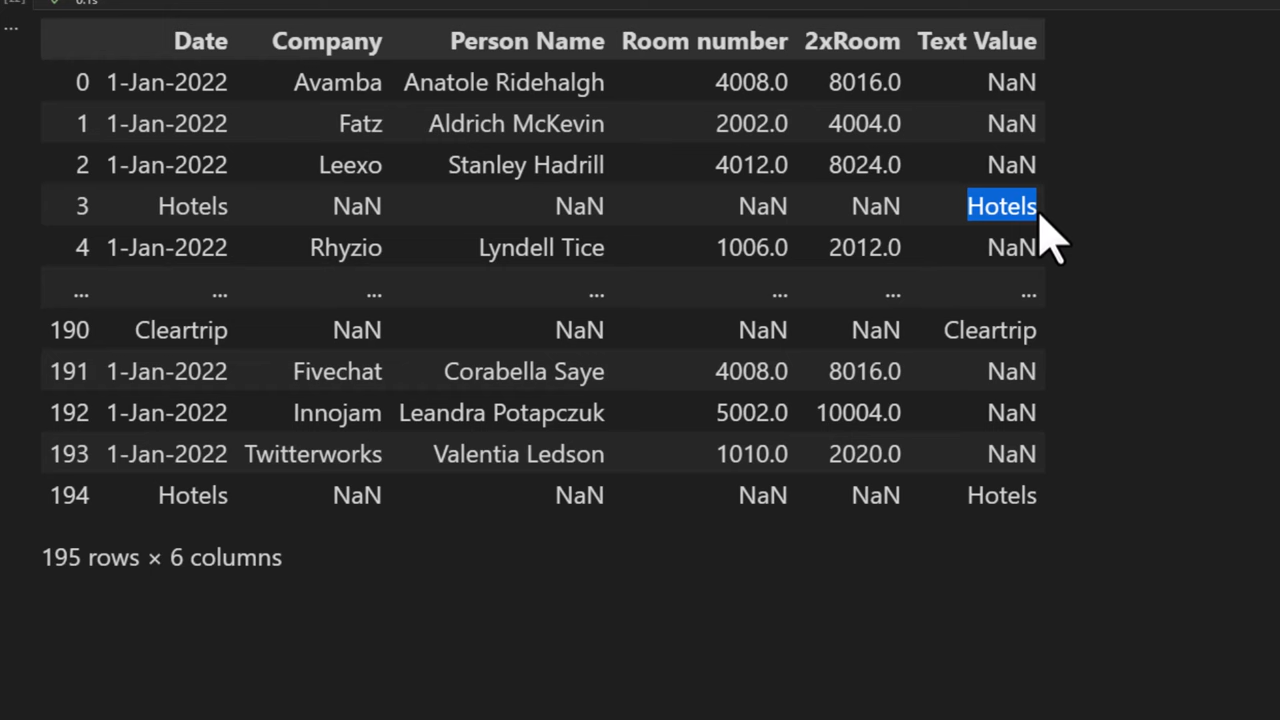 0.1s
...
Date Company Person Name Room number 2xRoom Text Value
0 1-Jan-2022 Avamba Anatole Ridehalgh 4008.0 8016.0 NaN
1 1-Jan-2022 Fatz Aldrich McKevin 2002.0 4004.0 NaN
2 1-Jan-2022 Leexo Stanley Hadrill 4012.0 8024.0 NaN
3 Hotels NaN NaN NaN NaN Hotels
4 1-Jan-2022 Rhyzio Lyndell Tice 1006.0 2012.0 NaN
... ... ... ... ... ... ...
190 Cleartrip NaN NaN NaN NaN Cleartrip
191 1-Jan-2022 Fivechat Corabella Saye 4008.0 8016.0 NaN
192 1-Jan-2022 Innojam Leandra Potapczuk 5002.0 10004.0 NaN
193 1-Jan-2022 Twitterworks Valentia Ledson 1010.0 2020.0 NaN
194 Hotels NaN NaN NaN NaN Hotels
195 rows × 6 columns